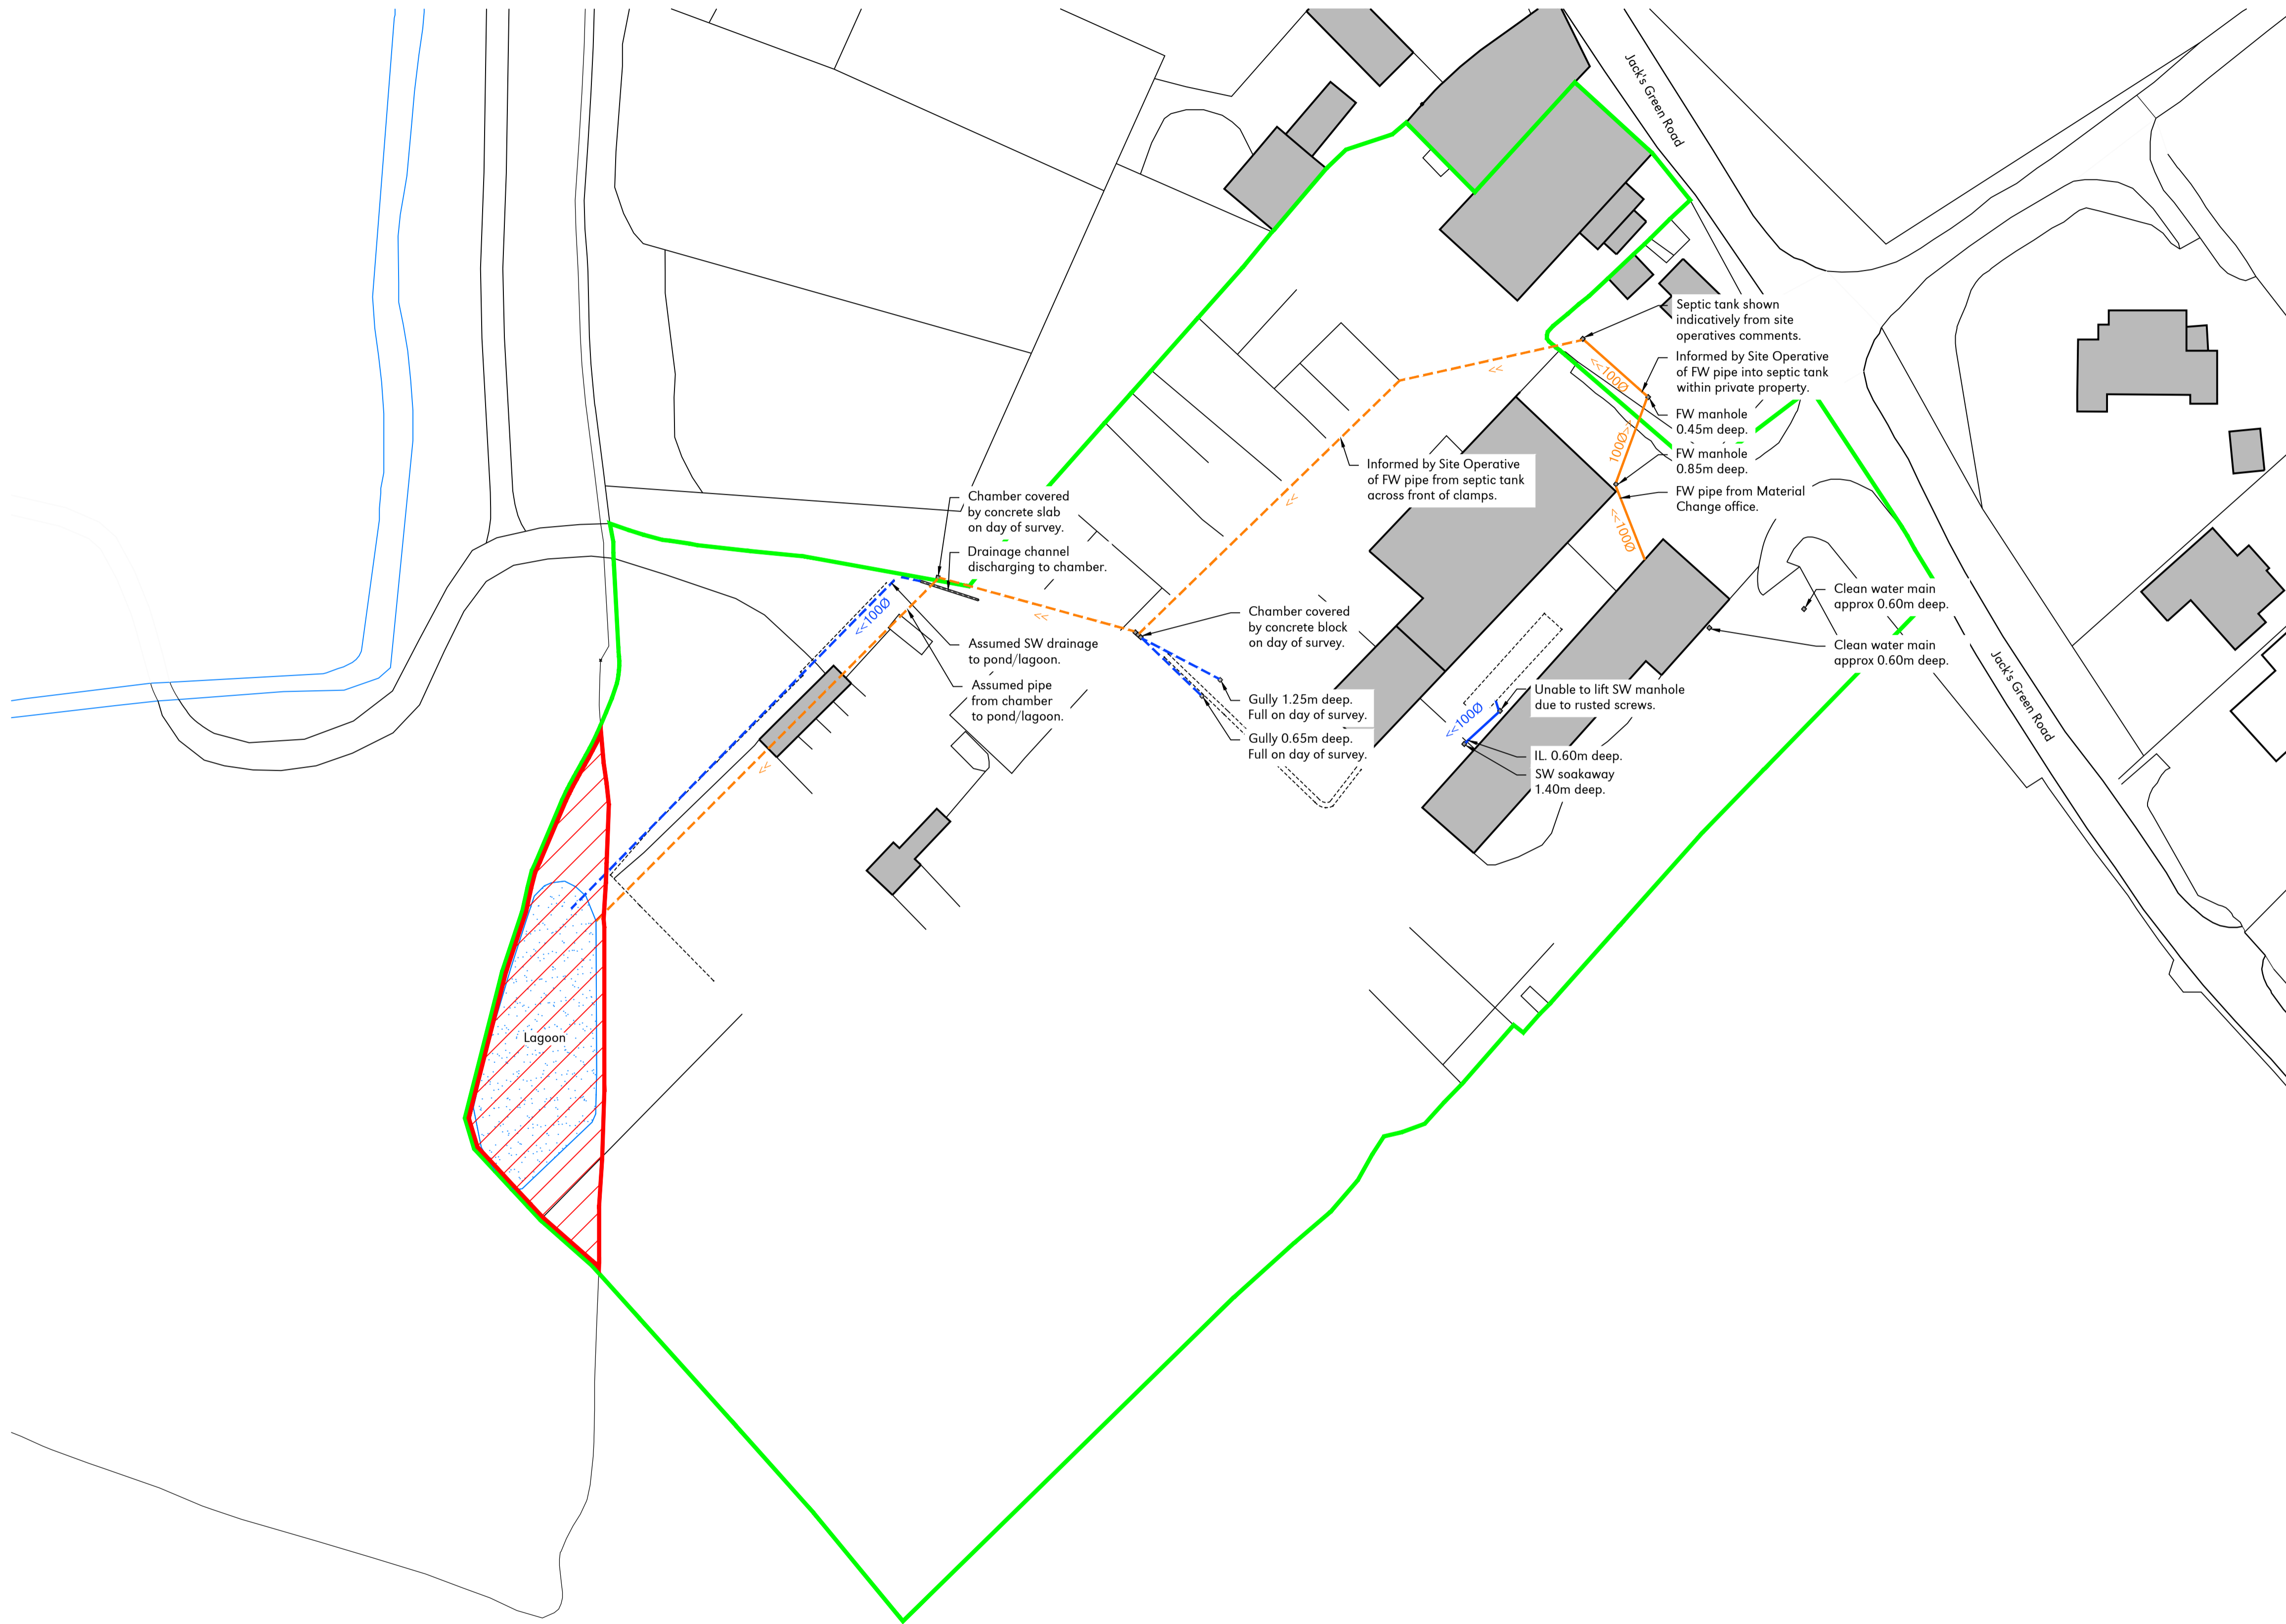 Jack's Green Road
Septic tank shown
indicatively from site
operatives comments.
Informed by Site Operative
of FW pipe into septic tank
within private property.
<<
<<100Ø
FW manhole
0.45m deep.
100Ø>>
FW manhole
0.85m deep.
Informed by Site Operative
of FW pipe from septic tank
across front of clamps.
FW pipe from Material
Change office.
<<
<<100Ø
Chamber covered
by concrete slab
on day of survey.
Drainage channel
discharging to chamber.
<<100Ø
<<
Chamber covered
by concrete block
on day of survey.
Clean water main
approx 0.60m deep.
Clean water main
approx 0.60m deep.
Assumed SW drainage
to pond/lagoon.
Assumed pipe
from chamber
to pond/lagoon.
Gully 1.25m deep.
Full on day of survey.
Gully 0.65m deep.
Full on day of survey.
Unable to lift SW manhole
due to rusted screws.
<<100Ø
IL. 0.60m deep.
SW soakaway
1.40m deep.
Jack's Green Road
<<
Lagoon